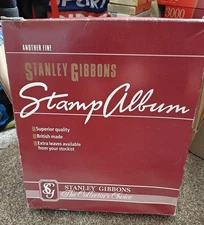 ANOTHER FINE
STANLEY GIBBONS
Stamp Album
Superior quality
British made
Extra leaves available
from your stockist
SG
STANLEY GIBBONS
The Collector's Choice